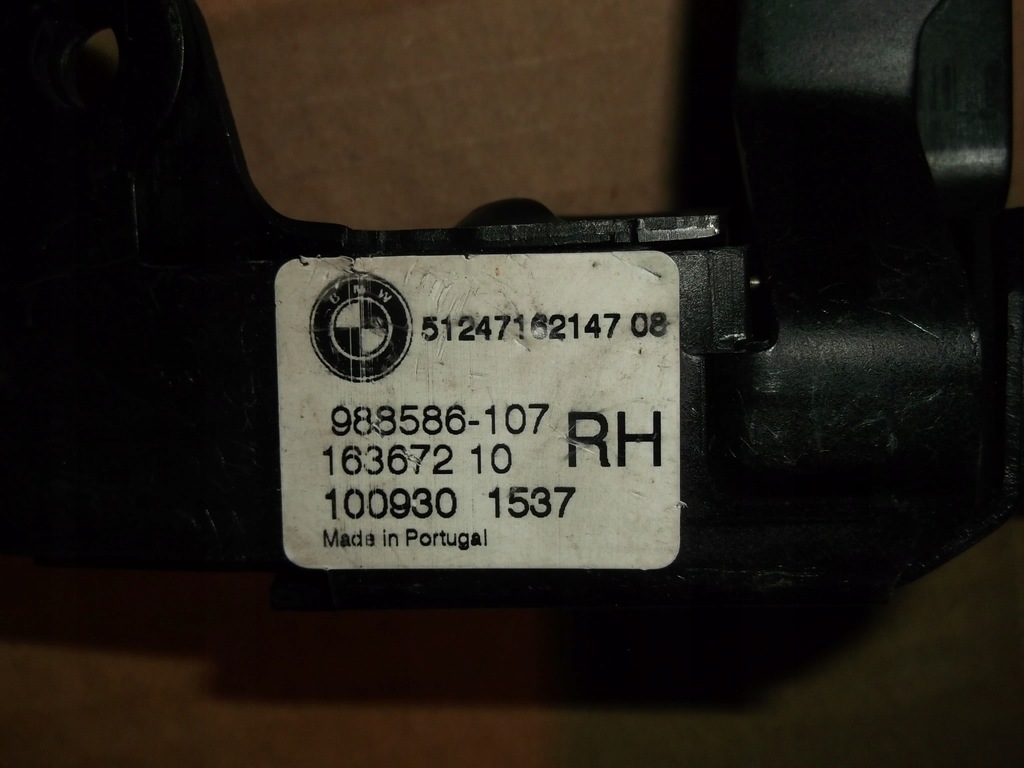 BMW
51247162147 08
988586-107
RH
163672 10
100930 1537
Made in Portugal